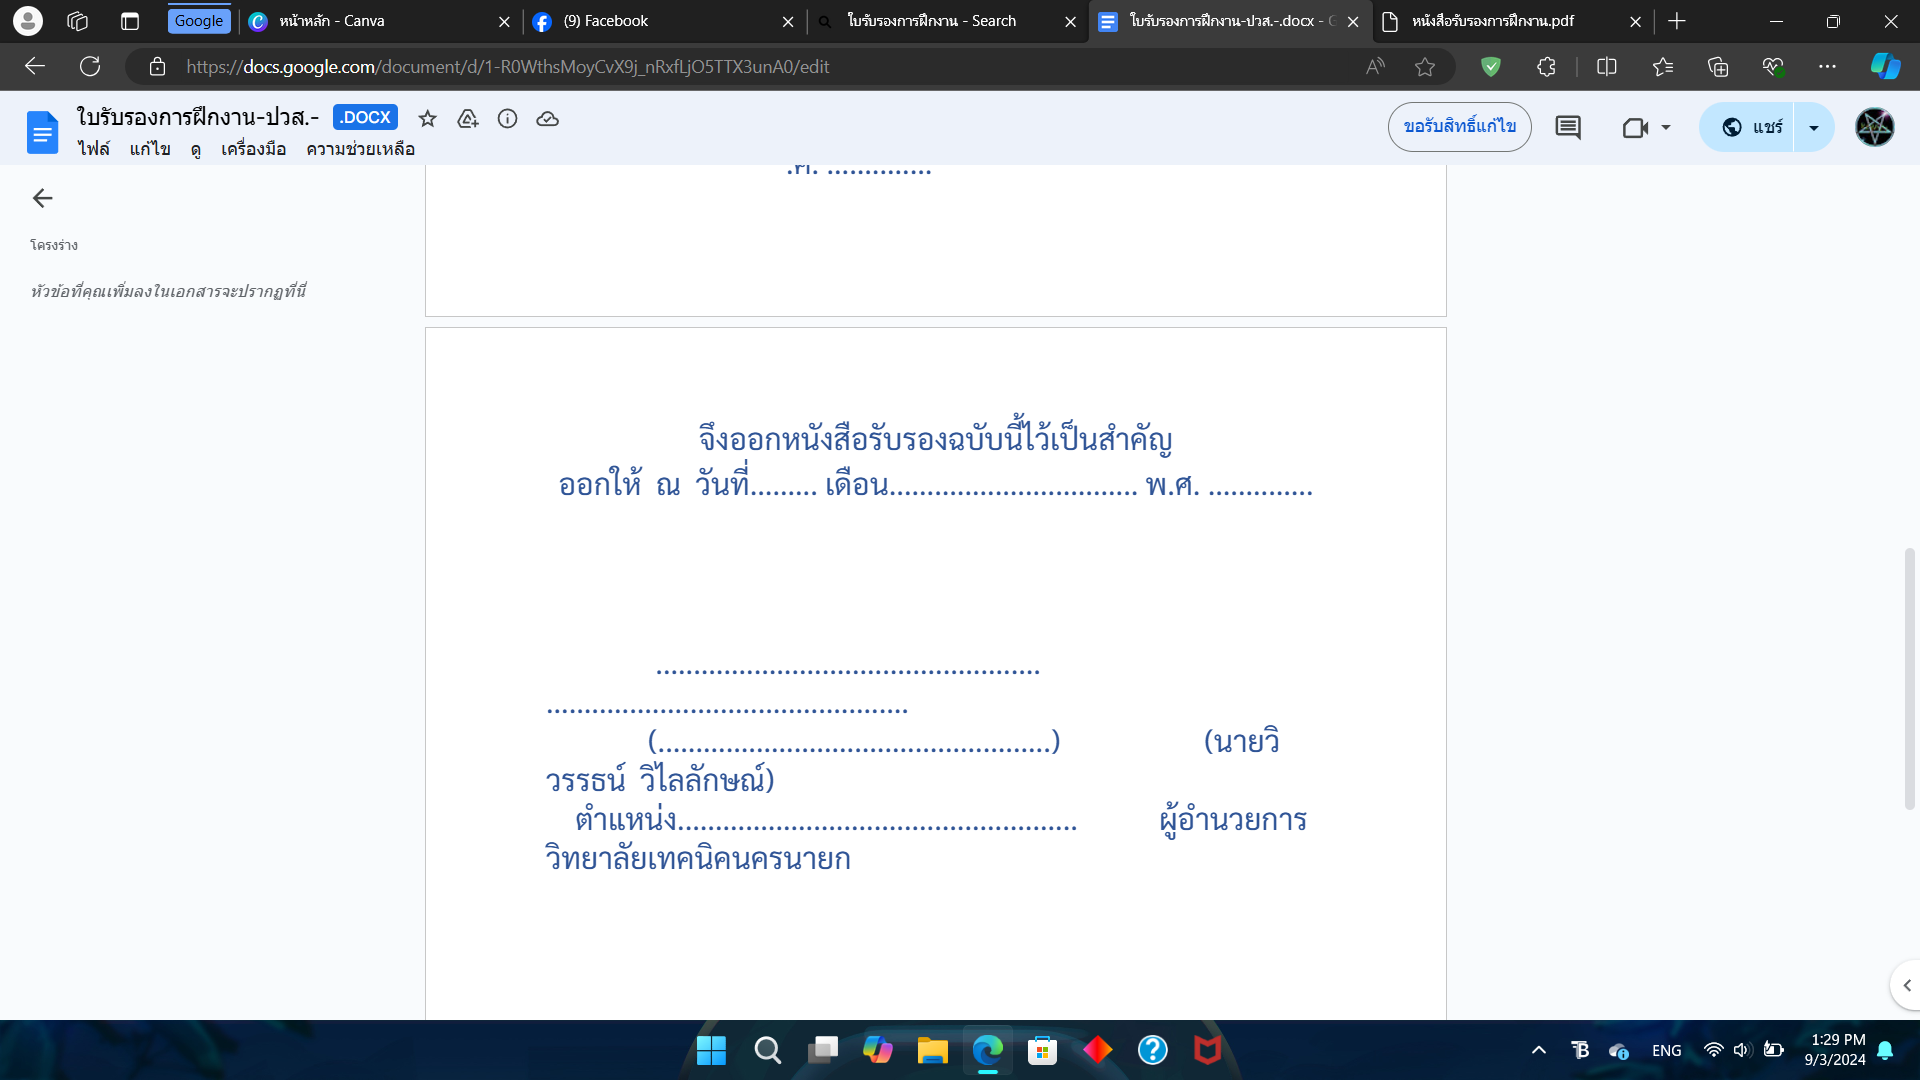 Google
หน้าหลัก - Canva
(9) Facebook
ใบรับรองการฝึกงาน - Search
ใบรับรองการฝึกงาน-ปวส.-.docx - G
หนังสือรับรองการฝึกงาน.pdf
https://docs.google.com/document/d/1-R0WthsMoyCvX9j_nRxfLjO5TTX3unA0/edit
ใบรับรองการฝึกงาน-ปวส.- .DOCX
ไฟล์ แก้ไข ดู เครื่องมือ ความช่วยเหลือ
ขอรับสิทธิ์แก้ไข
แชร์
โครงร่าง
หัวข้อที่คุณเพิ่มลงในเอกสารจะปรากฏที่นี่
.ศ. ..............
จึงออกหนังสือรับรองฉบับนี้ไว้เป็นสำคัญ
ออกให้ ณ วันที่......... เดือน................................. พ.ศ. ..............
...................................................
................................................
(....................................................) (นายวิ
วรรธน์ วิไลลักษณ์)
ตำแหน่ง..................................................... ผู้อำนวยการ
วิทยาลัยเทคนิคนครนายก
ENG
1:29 PM
9/3/2024